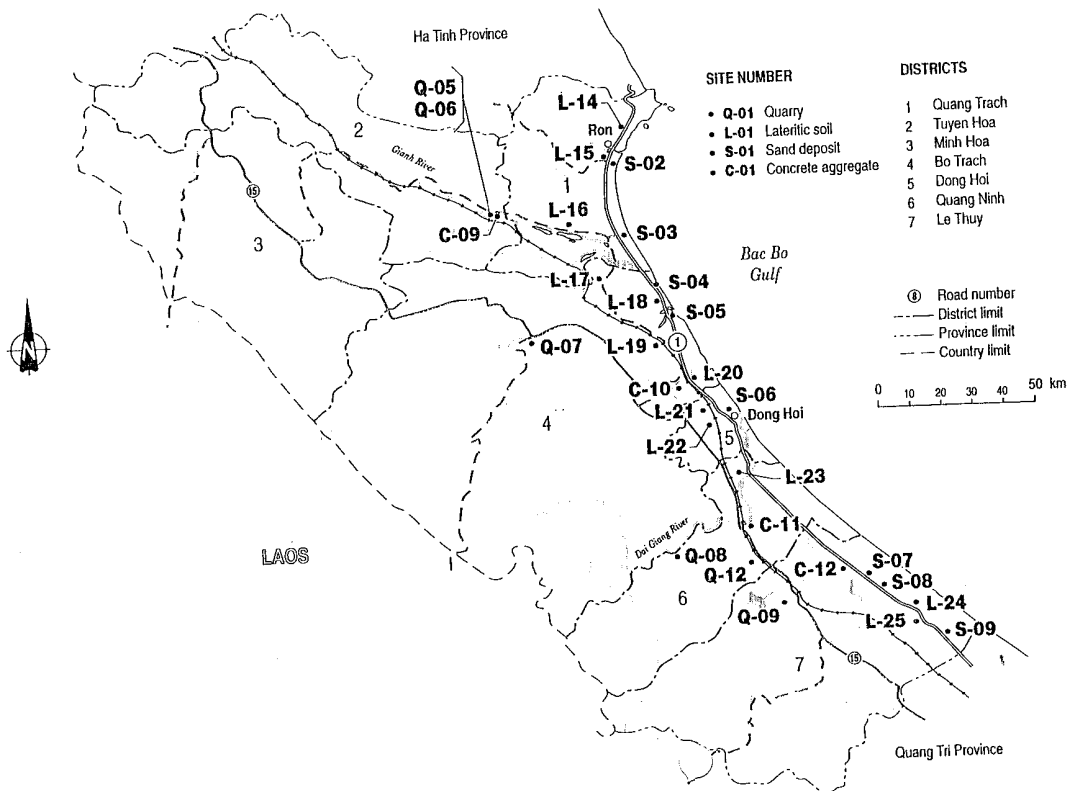 Ha Tinh Province
Q-05
Q-06
L-14
Ron
L-15
S-02
2
Gianh River
1
L-16
C-09
S-03
15
3
L-17
S-04
L-18
S-05
Bac Bo
Gulf
Q-07
L-19
1
L-20
C-10
S-06
Dong Hoi
L-21
4
L-22
5
L-23
Dai Giang River
C-11
LAOS
Q-08
Q-12
C-12
S-07
S-08
6
Q-09
L-24
L-25
S-09
7
15
Quang Tri Province
N
SITE NUMBER
Q-01 Quarry
L-01 Lateritic soil
S-01 Sand deposit
C-01 Concrete aggregate
DISTRICTS
1 Quang Trach
2 Tuyen Hoa
3 Minh Hoa
4 Bo Trach
5 Dong Hoi
6 Quang Ninh
7 Le Thuy
8 Road number
District limit
Province limit
Country limit
0 10 20 30 40 50 km